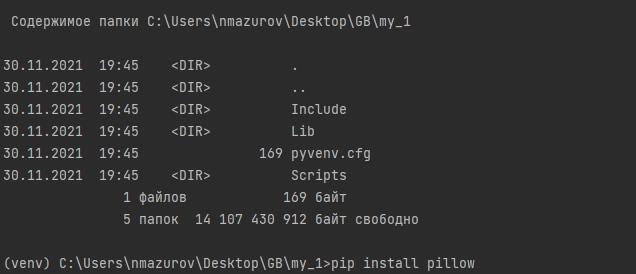 Содержимое папки C:\Users\nmazurov\Desktop\GB\my_1
30.11.2021  19:45    <DIR>          .
30.11.2021  19:45    <DIR>          ..
30.11.2021  19:45    <DIR>          Include
30.11.2021  19:45    <DIR>          Lib
30.11.2021  19:45               169 pyvenv.cfg
30.11.2021  19:45    <DIR>          Scripts
               1 файлов            169 байт
               5 папок  14 107 430 912 байт свободно
(venv) C:\Users\nmazurov\Desktop\GB\my_1>pip install pillow